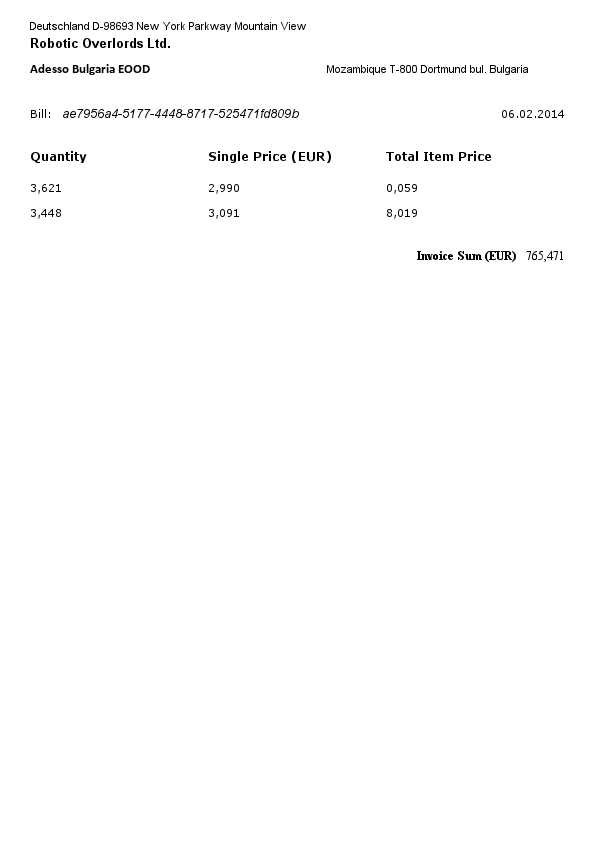 Deutschland D-98693 New York Parkway Mountain View
Robotic Overlords Ltd.
Adesso Bulgaria EOOD Mozambique T-800 Dortmund bul. Bulgaria
Bill: ae7956a4-5177-4448-8717-525471fd809b 06.02.2014
Quantity Single Price (EUR) Total Item Price
3,621 2,990 0,059
3,448 3,091 8,019
Invoice Sum (EUR) 765,471